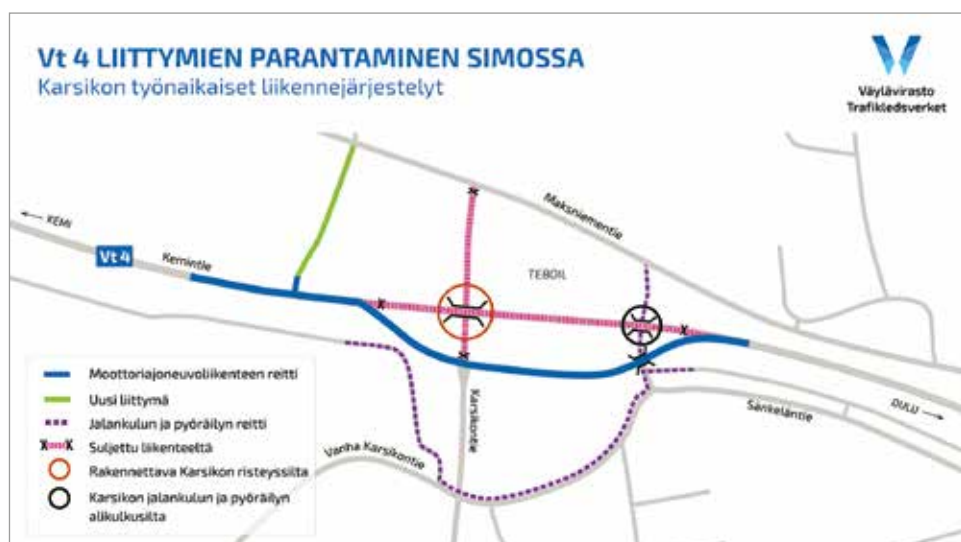 Vt 4 LIITTYMIEN PARANTAMINEN SIMOSSA
Karsikon työnaikaiset liikennejärjestelyt
Väylävirasto
Trafikledsverket
← KEMI
Vt 4
Kemintie
Maksniementie
TEBOIL
Karsikontie
Vanha Karsikontie
Sankeläntie
OULU →
Moottoriajoneuvoliikenteen reitti
Uusi liittymä
Jalankulun ja pyöräilyn reitti
Suljettu liikenteeltä
Rakennettava Karsikon risteyssilta
Karsikon jalankulun ja pyöräilyn
alikulkusilta